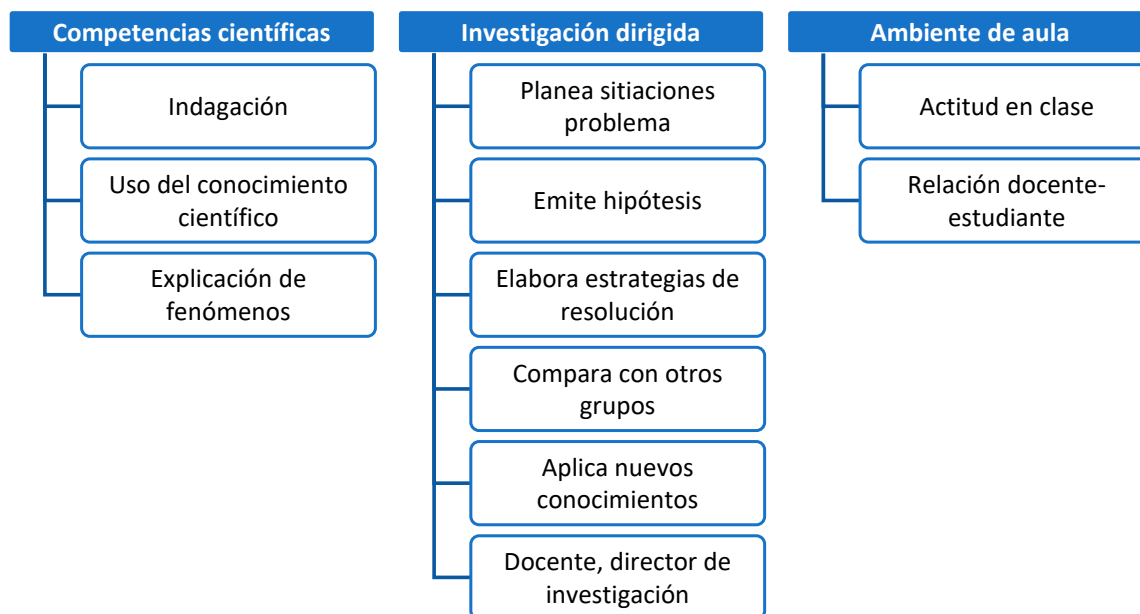 Competencias científicas
Indagación
Uso del conocimiento
científico
Explicación de
fenómenos
Investigación dirigida
Planea sitiaciones
problema
Emite hipótesis
Elabora estrategias de
resolución
Compara con otros
grupos
Aplica nuevos
conocimientos
Docente, director de
investigación
Ambiente de aula
Actitud en clase
Relación docente-
estudiante